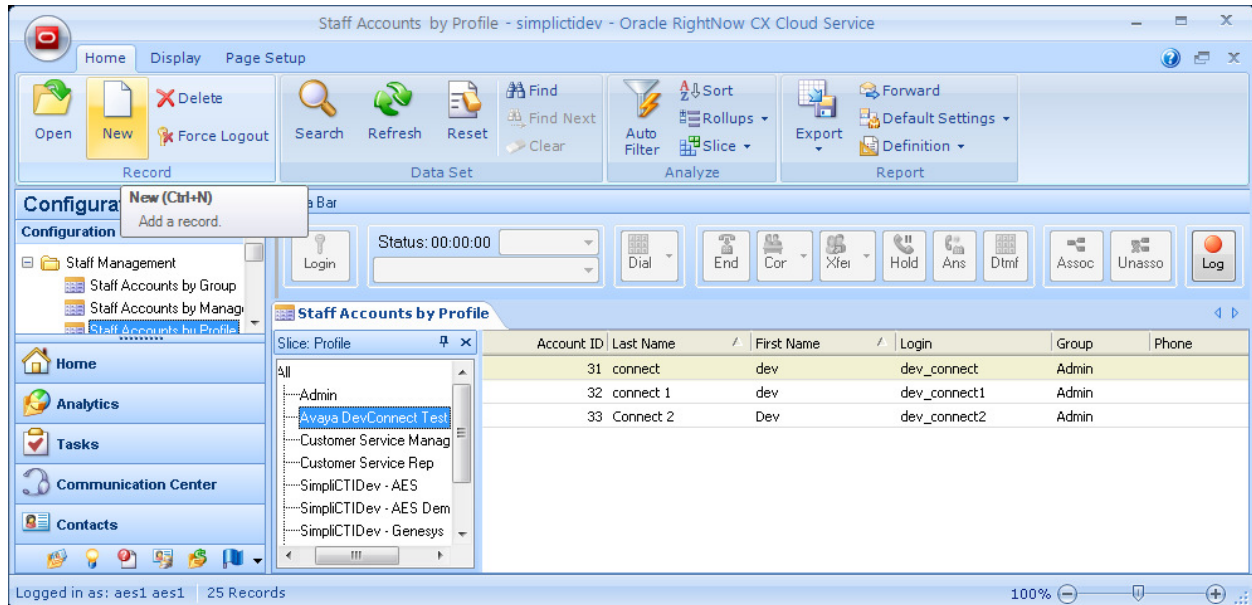 Staff Accounts by Profile - simplictidev - Oracle RightNow CX Cloud Service
Home Display Page Setup
Open
New
Delete
Force Logout
Record
Search
Refresh
Reset
Find
Find Next
Clear
Data Set
Auto Filter
Sort
Rollups
Slice
Analyze
Export
Forward
Default Settings
Definition
Report
New (Ctrl+N)
Add a record.
Configura
Configuration
Staff Management
Staff Accounts by Group
Staff Accounts by Manag
Staff Accounts by Profile
Home
Analytics
Tasks
Communication Center
Contacts
a Bar
Login
Status: 00:00:00
Dial
End
Cor
Xfer
Hold
Ans
Dtmf
Assoc
Unasso
Log
Staff Accounts by Profile
Slice: Profile
All
Admin
Avaya DevConnect Test
Customer Service Manag
Customer Service Rep
SimpliCTIDev - AES
SimpliCTIDev - AES Dem
SimpliCTIDev - Genesys
Account ID Last Name First Name Login Group Phone
31 connect dev dev_connect Admin
32 connect 1 dev dev_connect1 Admin
33 Connect 2 Dev dev_connect2 Admin
Logged in as: aes1 aes1 25 Records
100%